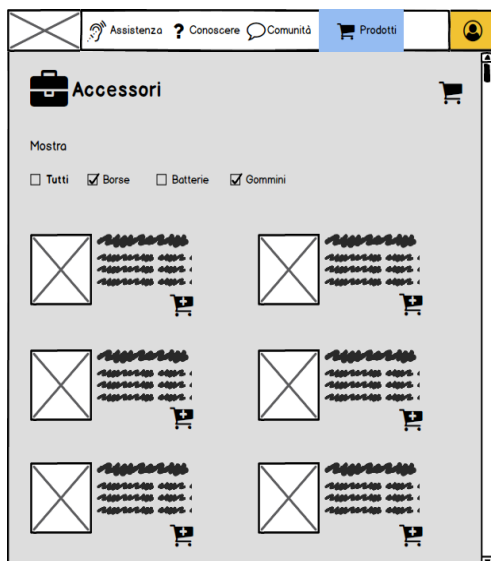 Assistenza ? Conoscere Comunità Prodotti
Accessori
Mostra
Tutti Borse Batterie Gommini